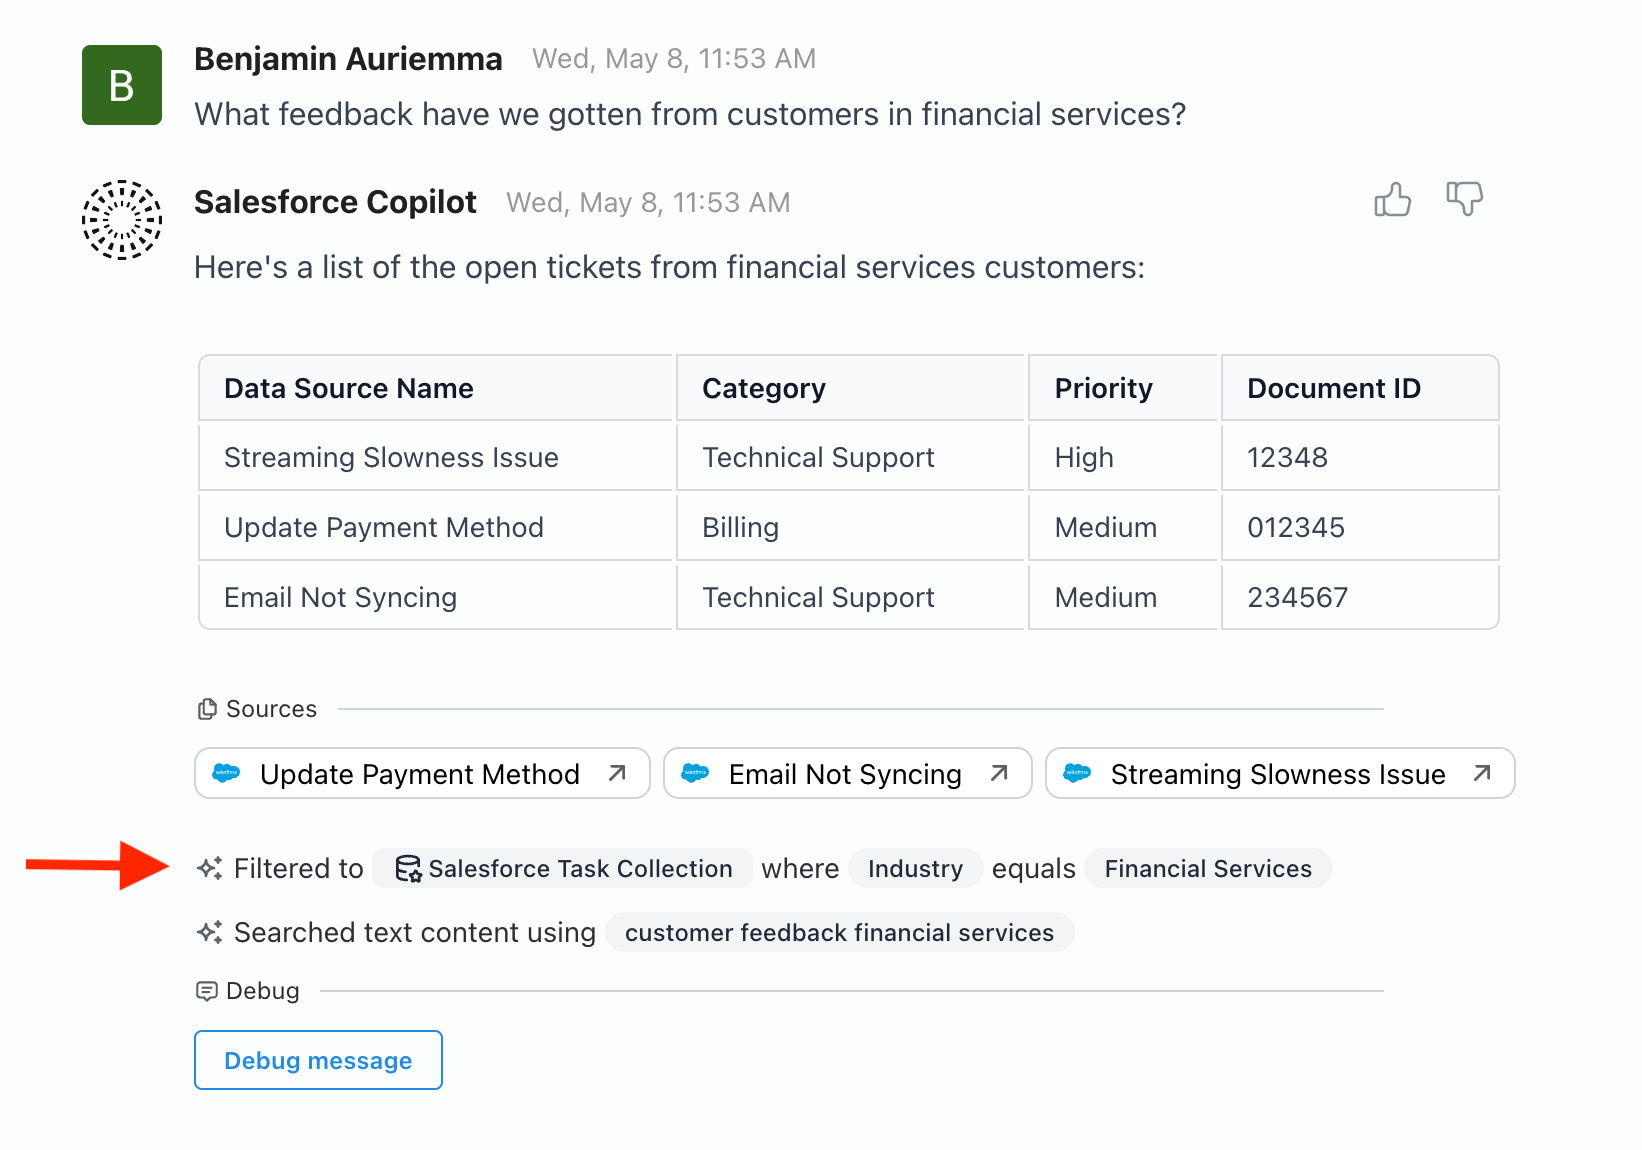 B
Benjamin Auriemma Wed, May 8, 11:53 AM
What feedback have we gotten from customers in financial services?
Salesforce Copilot Wed, May 8, 11:53 AM
Here's a list of the open tickets from financial services customers:
Data Source Name Category Priority Document ID
Streaming Slowness Issue Technical Support High 12348
Update Payment Method Billing Medium 012345
Email Not Syncing Technical Support Medium 234567
Sources
Update Payment Method Email Not Syncing Streaming Slowness Issue
Filtered to Salesforce Task Collection where Industry equals Financial Services
Searched text content using customer feedback financial services
Debug
Debug message